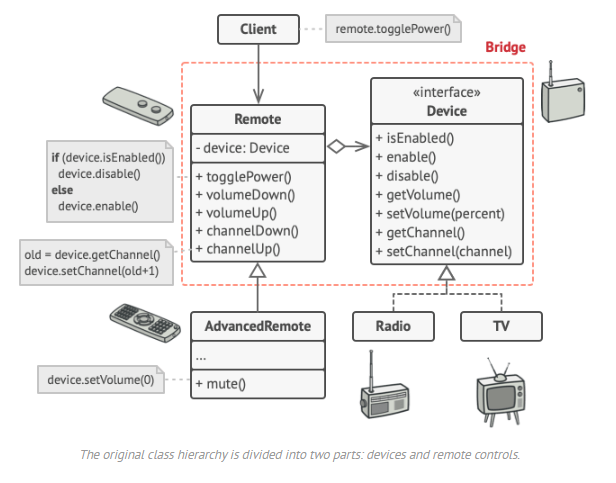 Client
remote.togglePower()
Bridge
«interface»
Device
+ isEnabled()
+ enable()
+ disable()
+ getVolume()
+ setVolume(percent)
+ getChannel()
+ setChannel(channel)
Remote
- device: Device
+ togglePower()
+ volumeDown()
+ volumeUp()
+ channelDown()
+ channelUp()
if (device.isEnabled())
device.disable()
else
device.enable()
old = device.getChannel()
device.setChannel(old+1)
AdvancedRemote
...
+ mute()
device.setVolume(0)
Radio
TV
The original class hierarchy is divided into two parts: devices and remote controls.